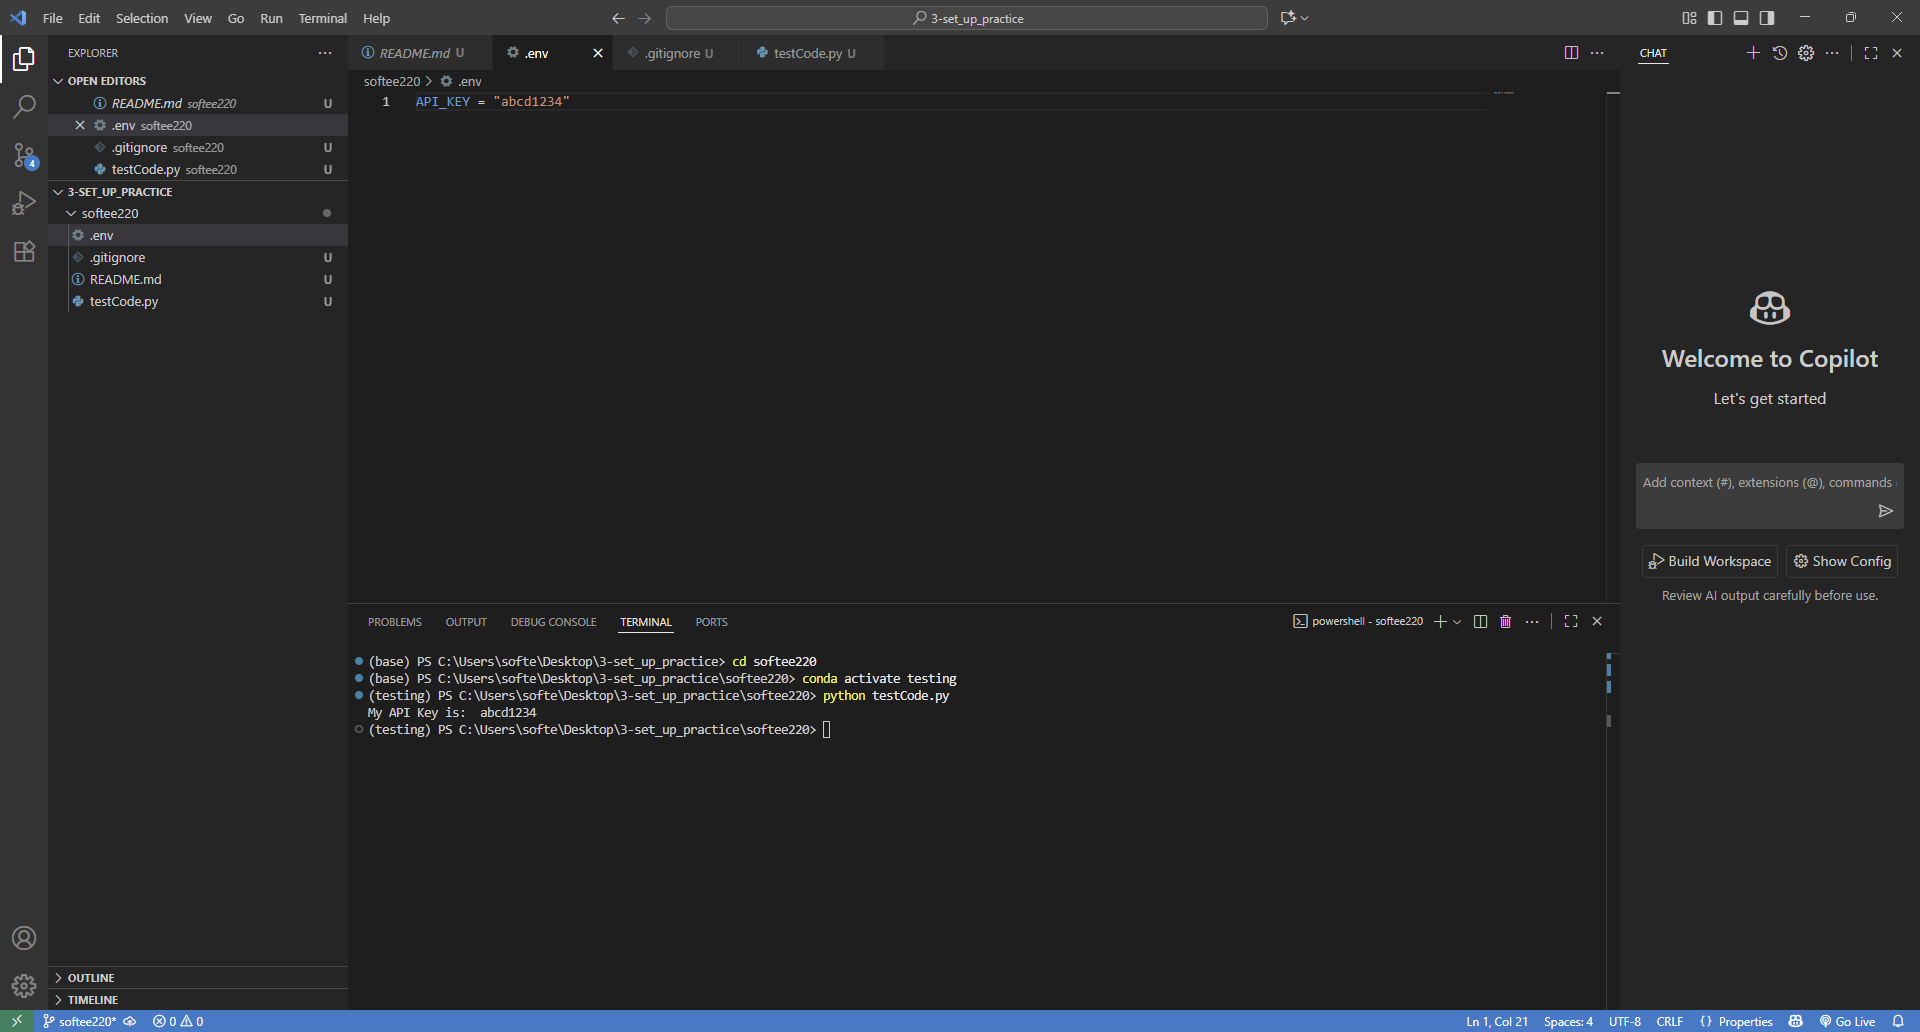 File Edit Selection View Go Run Terminal Help
3-set_up_practice
EXPLORER
OPEN EDITORS
README.md softee220 U
.env softee220
.gitignore softee220 U
testCode.py softee220 U
3-SET_UP_PRACTICE
softee220
.env
.gitignore U
README.md U
testCode.py U
4
OUTLINE
TIMELINE
README.md U .env .gitignore U testCode.py U
softee220 > .env
1 API_KEY = "abcd1234"
PROBLEMS OUTPUT DEBUG CONSOLE TERMINAL PORTS
powershell - softee220
(base) PS C:\Users\softe\Desktop\3-set_up_practice> cd softee220
(base) PS C:\Users\softe\Desktop\3-set_up_practice\softee220> conda activate testing
(testing) PS C:\Users\softe\Desktop\3-set_up_practice\softee220> python testCode.py
My API Key is:  abcd1234
(testing) PS C:\Users\softe\Desktop\3-set_up_practice\softee220>
CHAT
Welcome to Copilot
Let's get started
Add context (#), extensions (@), commands
Build Workspace Show Config
Review AI output carefully before use.
softee220* 0 0
Ln 1, Col 21 Spaces: 4 UTF-8 CRLF {} Properties Go Live